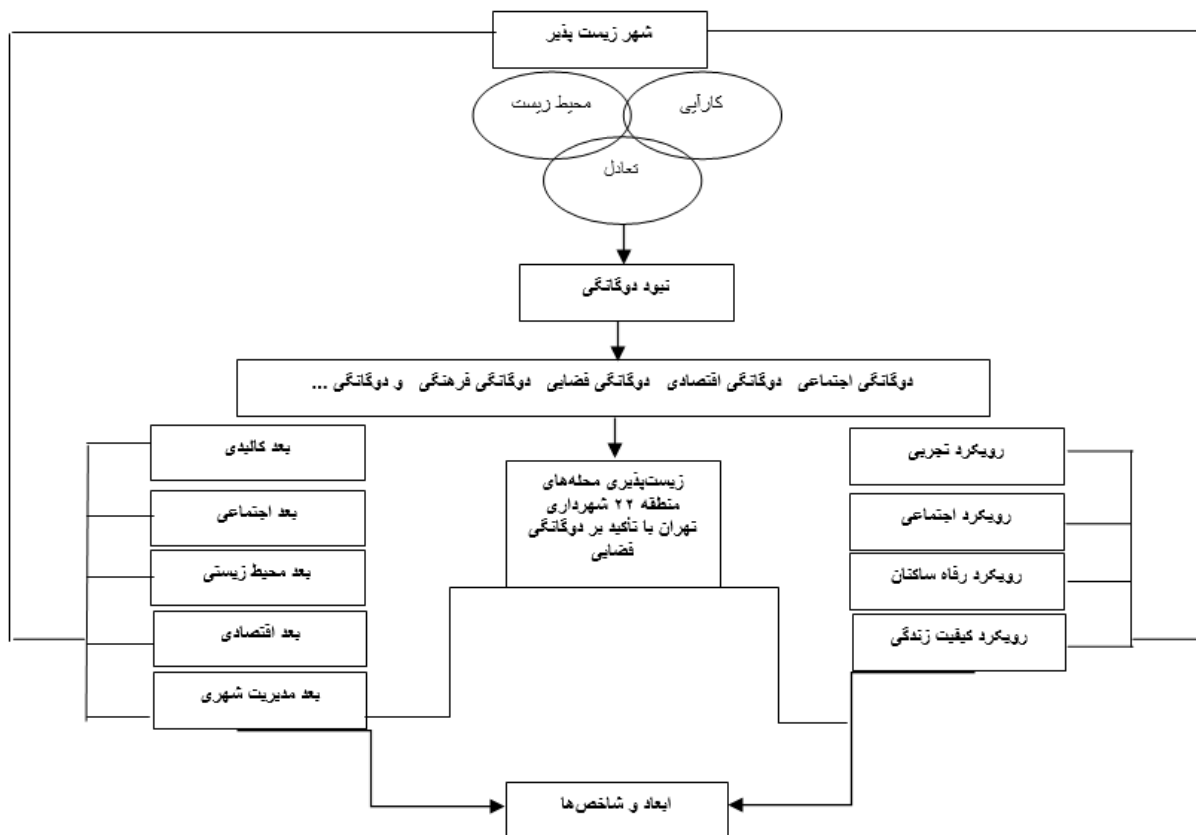 شهر زیست پذیر
کارآیی
محیط زیست
تعادل
نبود دوگانگی
دوگانگی اجتماعی دوگانگی اقتصادی دوگانگی فضایی دوگانگی فرهنگی و دوگانگی ...
رویکرد تجربی
رویکرد اجتماعی
رویکرد رفاه ساکنان
رویکرد کیفیت زندگی
زیست‌پذیری محله‌های
منطقه ۲۲ شهرداری
تهران با تأکید بر دوگانگی
فضایی
بعد کالبدی
بعد اجتماعی
بعد محیط زیستی
بعد اقتصادی
بعد مدیریت شهری
ابعاد و شاخص‌ها